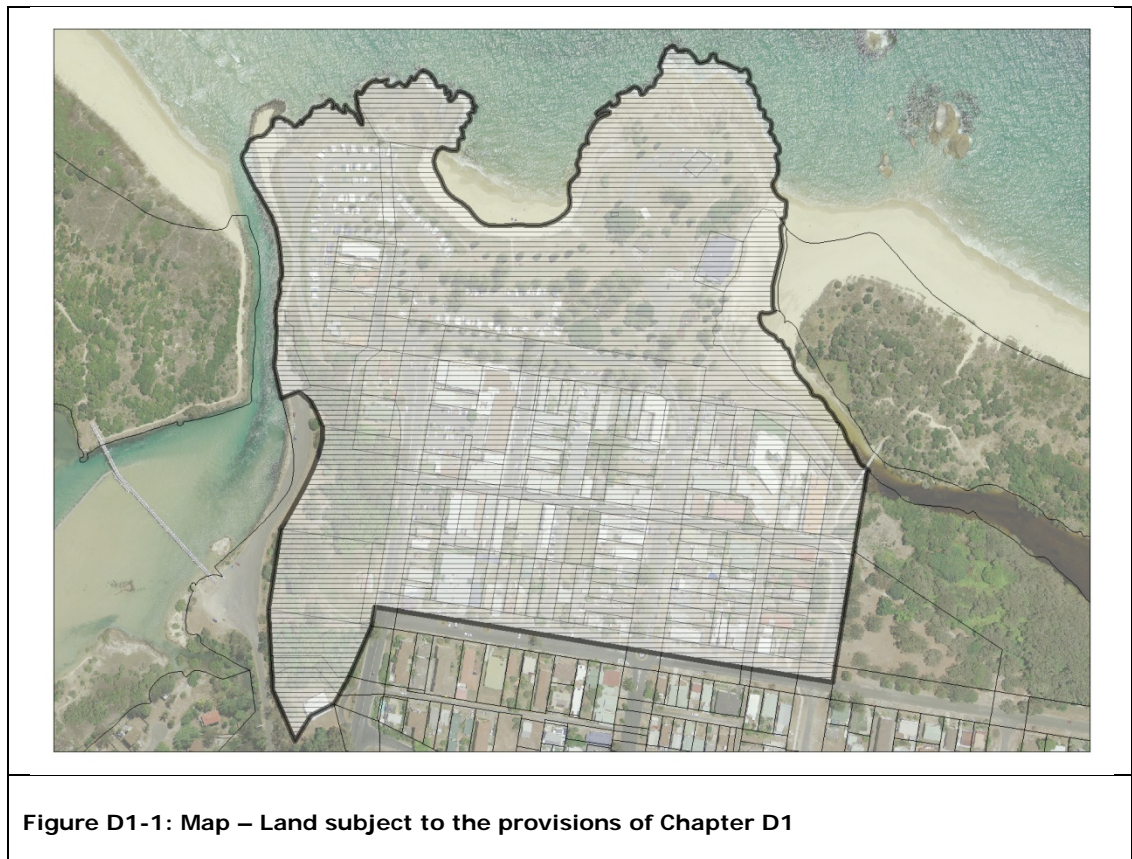 Figure D1-1: Map – Land subject to the provisions of Chapter D1